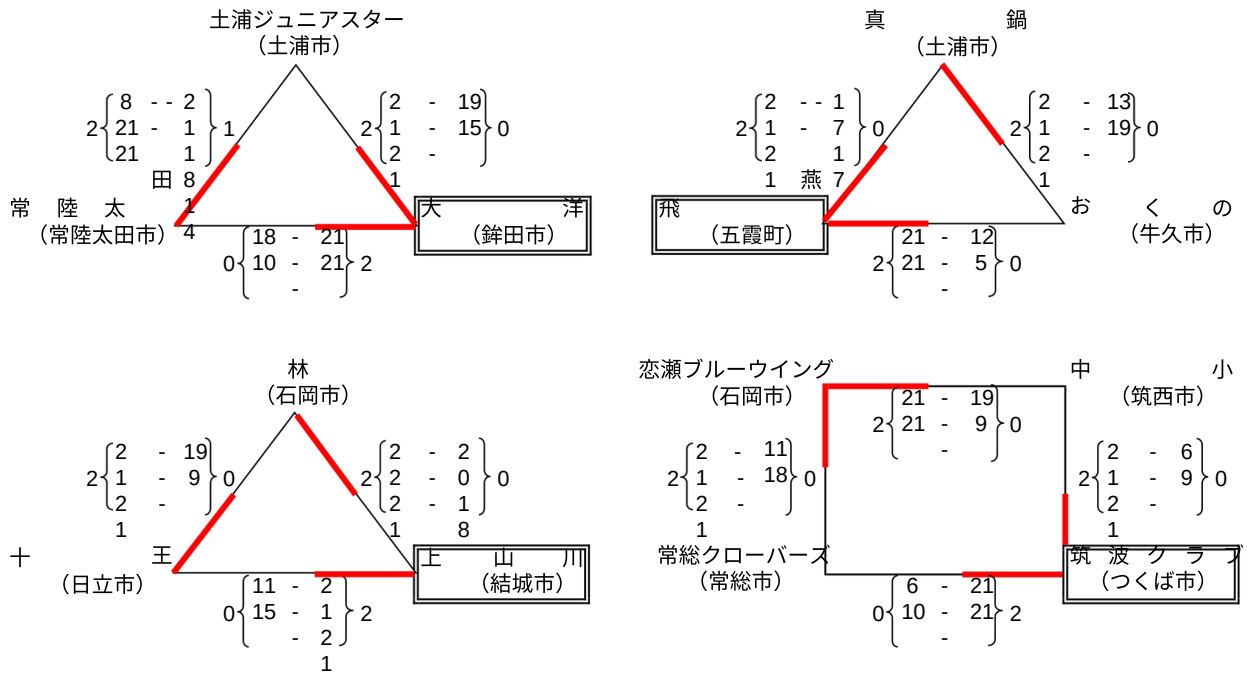 土浦ジュニアスター
（土浦市）
8 - - 2
21 - 1
21 1
8
1
4
2 1
2 - 19
1 - 15
2 -
1
2 0
常陸太田
（常陸太田市）
大洋
（鉾田市）
18 - 21
10 - 21
-
0 2
真鍋
（土浦市）
2 - - 1
1 - 7
2 1
1 7
2 0
2 - 13
1 - 19
2 -
1
2 0
飛燕
（五霞町）
おくの
（牛久市）
21 - 12
21 - 5
-
2 0
林
（石岡市）
2 - 19
1 - 9
2 -
1
2 0
2 - 2
2 - 0
2 - 1
1 8
2 0
十王
（日立市）
上山川
（結城市）
11 - 2
15 - 1
- 2
1
0 2
恋瀬ブルーウイング
（石岡市）
中小
（筑西市）
21 - 19
21 - 9
-
2 0
2 - 11
1 - 18
2 -
1
2 0
2 - 6
1 - 9
2 -
1
2 0
常総クローバーズ
（常総市）
筑波クラブ
（つくば市）
6 - 21
10 - 21
-
0 2